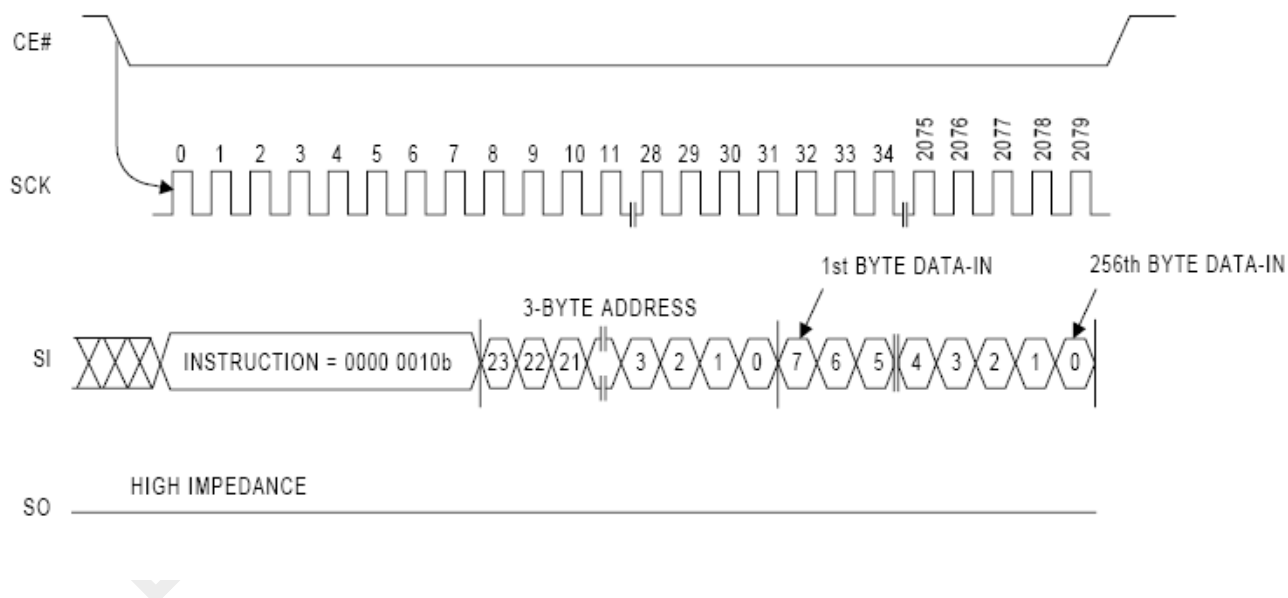 CE#
0 1 2 3 4 5 6 7 8 9 10 11 28 29 30 31 32 33 34 2075 2076 2077 2078 2079
SCK
1st BYTE DATA-IN 256th BYTE DATA-IN
3-BYTE ADDRESS
SI INSTRUCTION = 0000 0010b 23 22 21 3 2 1 0 7 6 5 4 3 2 1 0
HIGH IMPEDANCE
SO